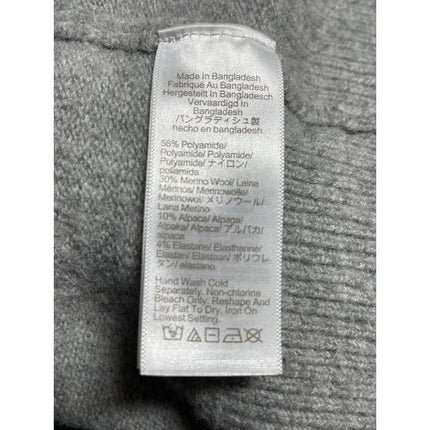 Made In Bangladesh
Fabriqué Au Bangladesh
Hergestellt In Bangladesch
Vervaardigd in
Bangladesh
バングラディシュ製
hecho en bangladesh
56% Polyamide/
Polyamide/ Polyamide/
Polyamide/ ナイロン/
poliamida
30% Merino Wool/ Laine
Mérinos/ Merinowolle/
Merinowol/ メリノウール/
Lana Merino
10% Alpaca/ Alpaga/
Alpaka/ Alpaca/ アルパカ/
alpaca
4% Elastane/ Elasthanne/
Elastan/ Elastaan/ ポリウレ
タン/ elastano
Hand Wash Cold
Separately. Non-chlorine
Bleach Only. Reshape And
Lay Flat To Dry. Iron On
Lowest Setting.